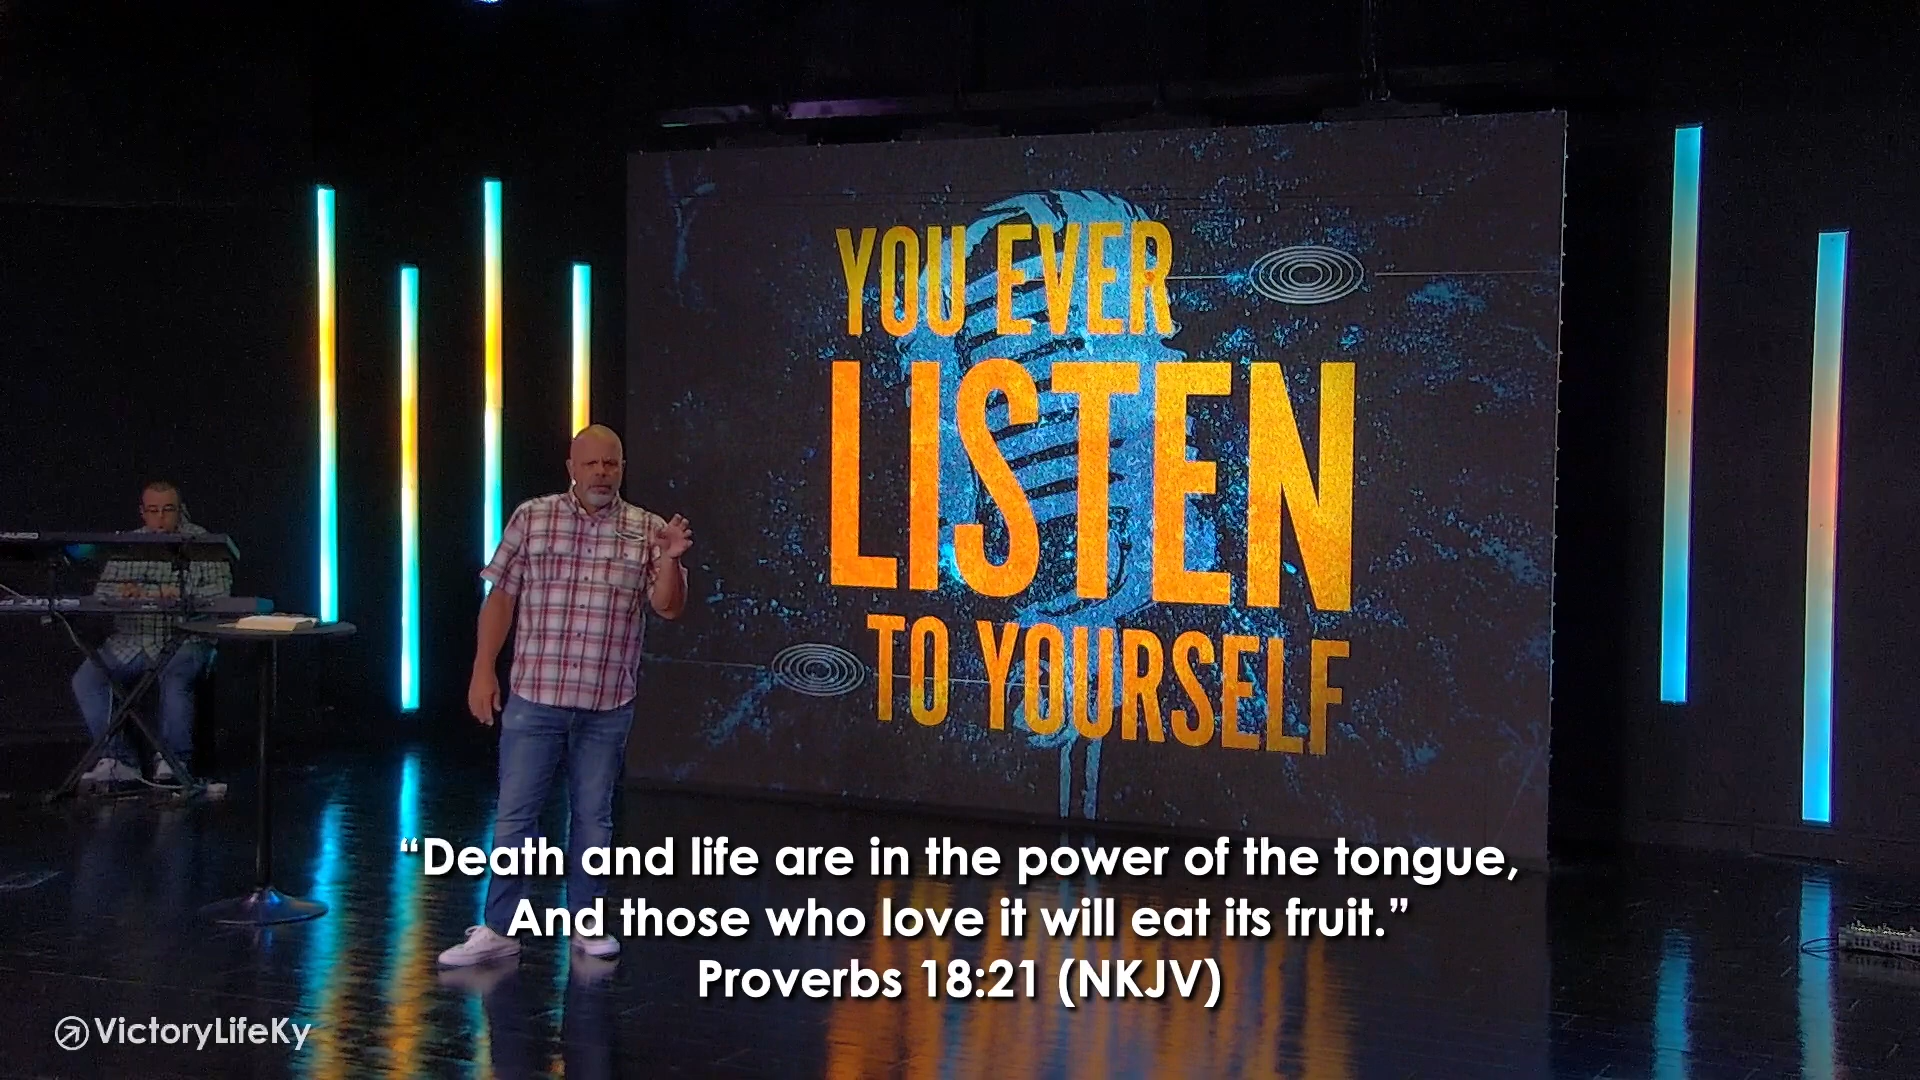 YOU EVER
LISTEN
TO YOURSELF
“Death and life are in the power of the tongue,
And those who love it will eat its fruit.”
Proverbs 18:21 (NKJV)
VictoryLifeKy